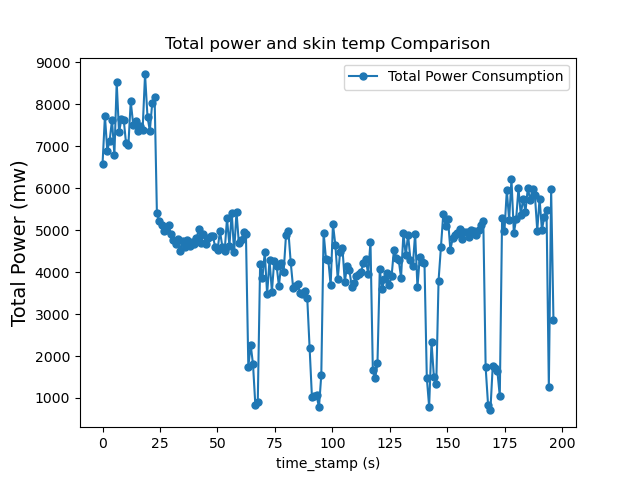 Total power and skin temp Comparison
Total Power Consumption
Total Power (mw)
9000
8000
7000
6000
5000
4000
3000
2000
1000
0 25 50 75 100 125 150 175 200
time_stamp (s)